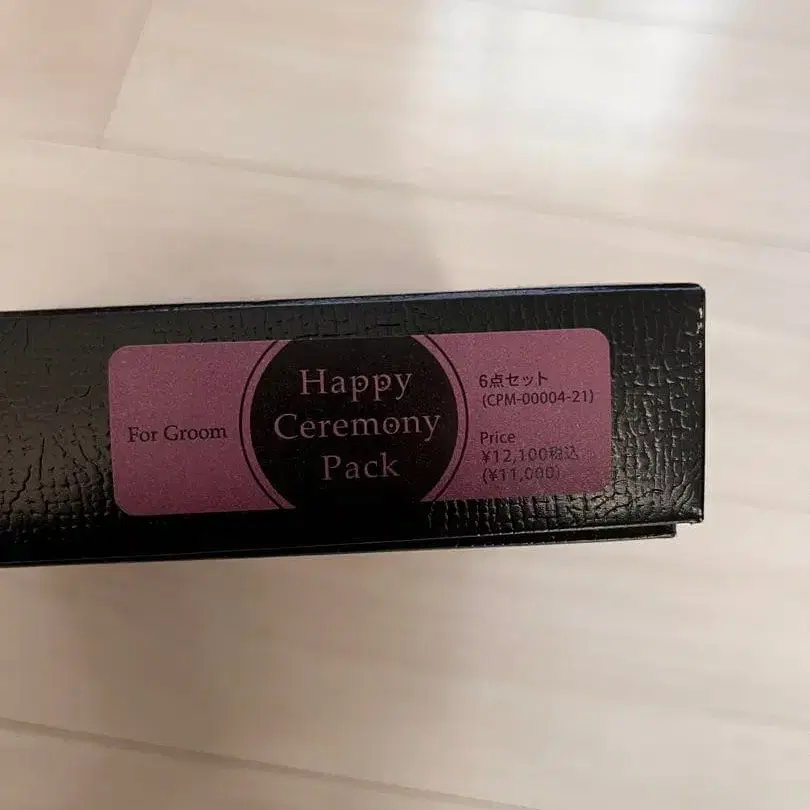 For Groom
Happy
Ceremony
Pack
6点セット
(CPM-00004-21)
Price
¥12,100税込
(¥11,000)